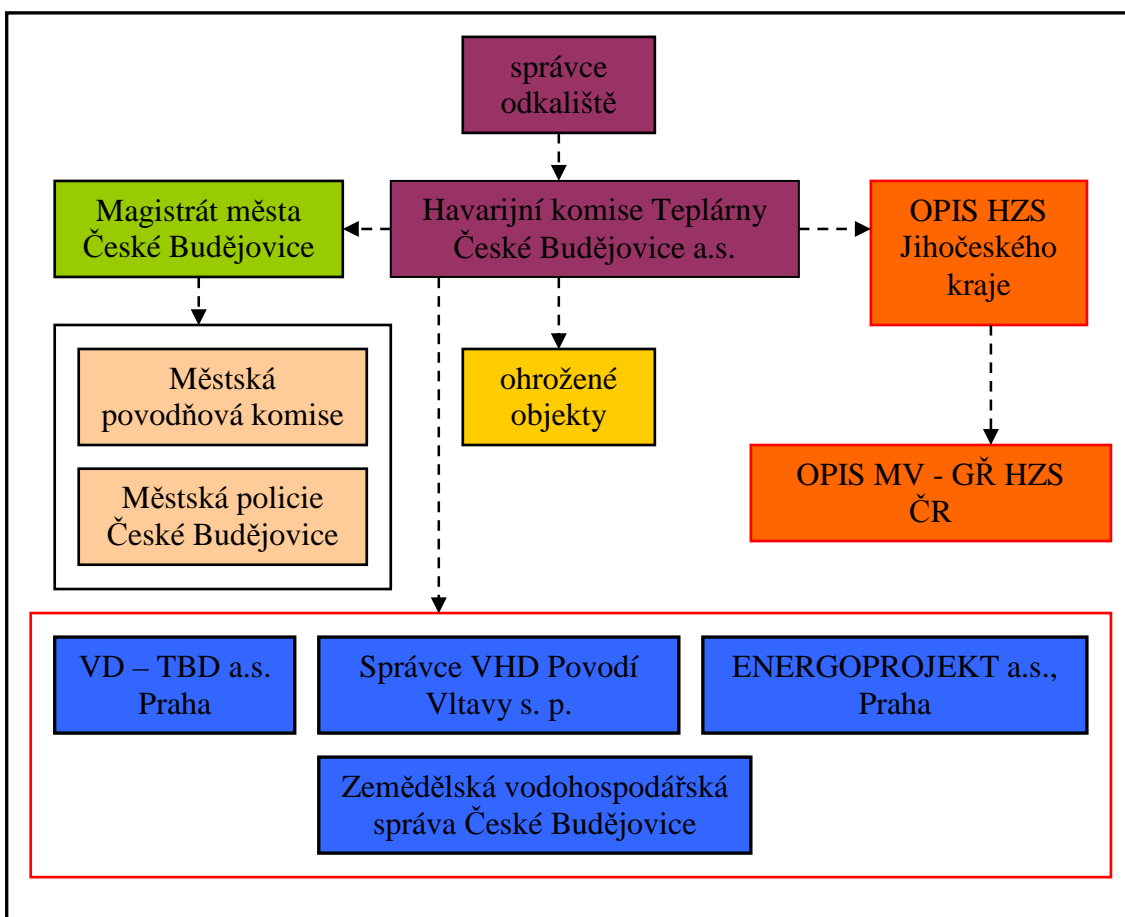 správce
odkaliště
Magistrát města
České Budějovice
Havarijní komise Teplárny
České Budějovice a.s.
OPIS HZS
Jihočeského
kraje
Městská
povodňová komise
ohrožené
objekty
Městská policie
České Budějovice
OPIS MV - GŘ HZS
ČR
VD – TBD a.s.
Praha
Správce VHD Povodí
Vltavy s. p.
ENERGOPROJEKT a.s.,
Praha
Zemědělská vodohospodářská
správa České Budějovice